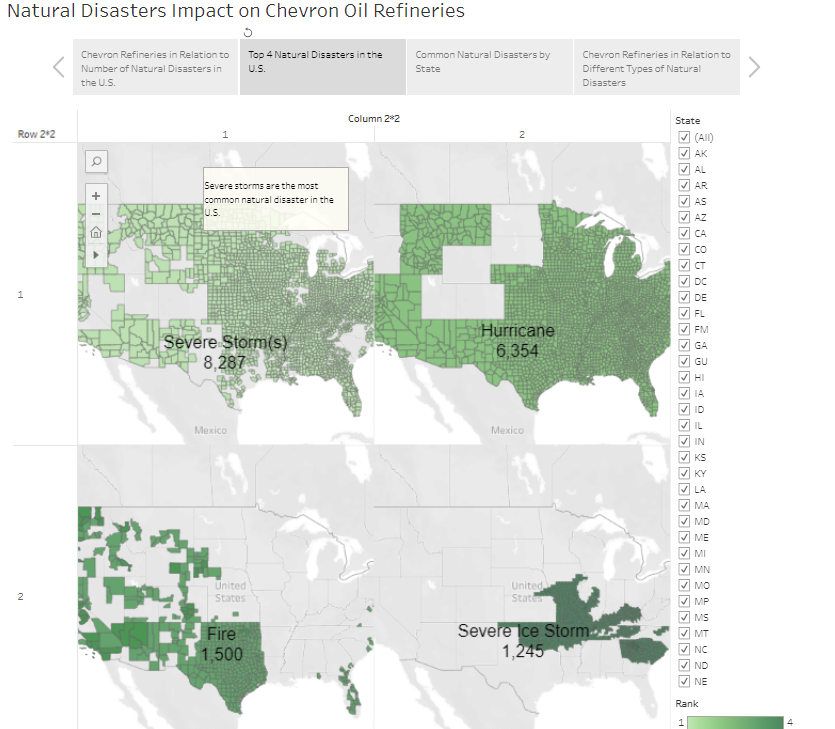 Natural Disasters Impact on Chevron Oil Refineries
Chevron Refineries in Relation to
Number of Natural Disasters in
the U.S.
Top 4 Natural Disasters in the
U.S.
Common Natural Disasters by
State
Chevron Refineries in Relation to
Different Types of Natural
Disasters
Column 2*2
Row 2*2
1
2
Severe storms are the most
common natural disaster in the
U.S.
1
Severe Storm(s)
8,287
Hurricane
6,354
Mexico
Mexico
2
United
States
Fire
1,500
United
States
Severe Ice Storm
1,245
State
(All)
AK
AL
AR
AS
AZ
CA
CO
CT
DC
DE
FL
FM
GA
GU
HI
IA
ID
IL
IN
KS
KY
LA
MA
MD
ME
MI
MN
MO
MP
MS
MT
NC
ND
NE
Rank
1
4